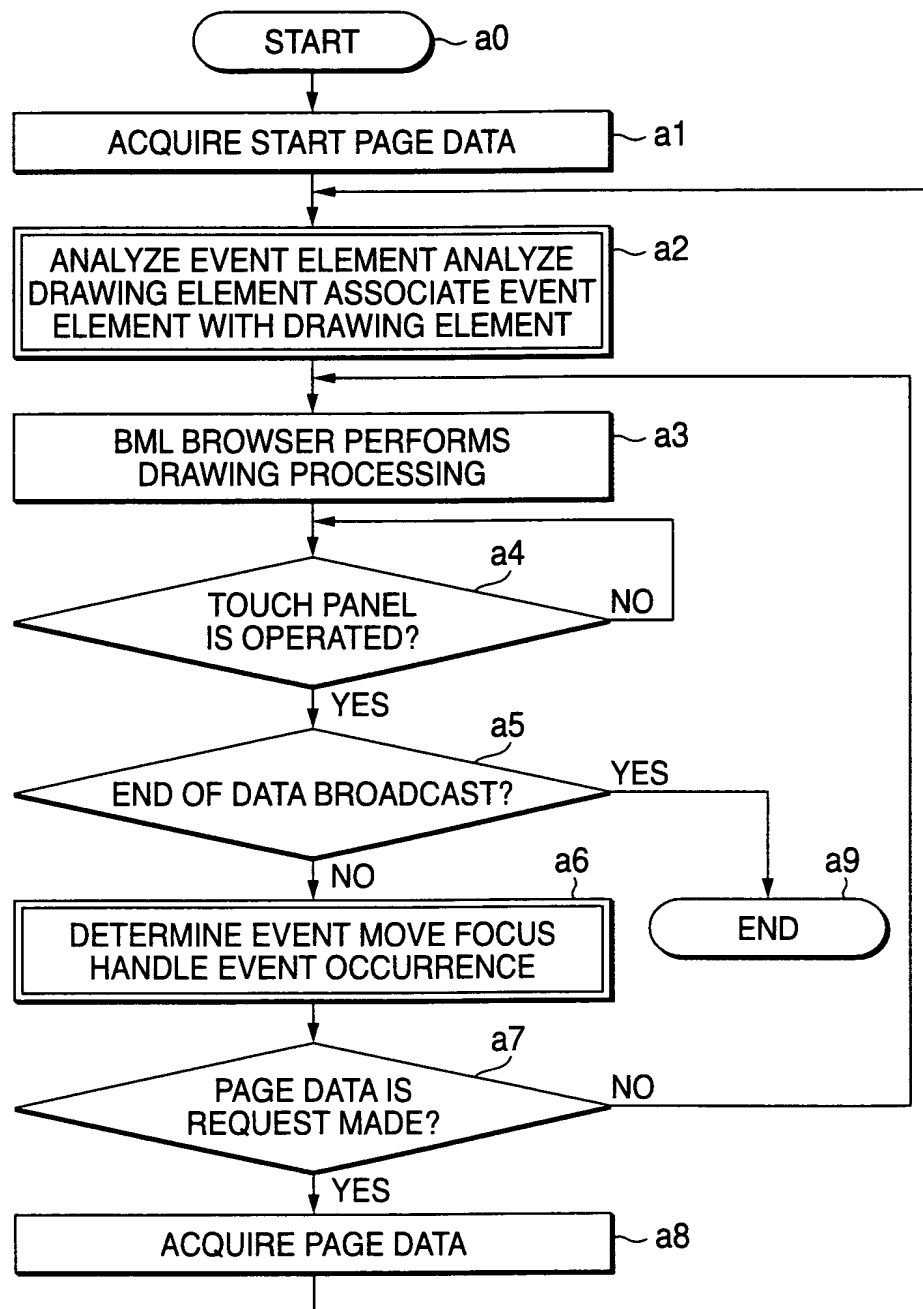 START
a0
ACQUIRE START PAGE DATA
a1
ANALYZE EVENT ELEMENT ANALYZE
DRAWING ELEMENT ASSOCIATE EVENT
ELEMENT WITH DRAWING ELEMENT
a2
BML BROWSER PERFORMS
DRAWING PROCESSING
a3
a4
TOUCH PANEL
IS OPERATED?
NO
YES
a5
END OF DATA BROADCAST?
YES
NO
a6
DETERMINE EVENT MOVE FOCUS
HANDLE EVENT OCCURRENCE
a9
END
a7
PAGE DATA IS
REQUEST MADE?
NO
YES
ACQUIRE PAGE DATA
a8